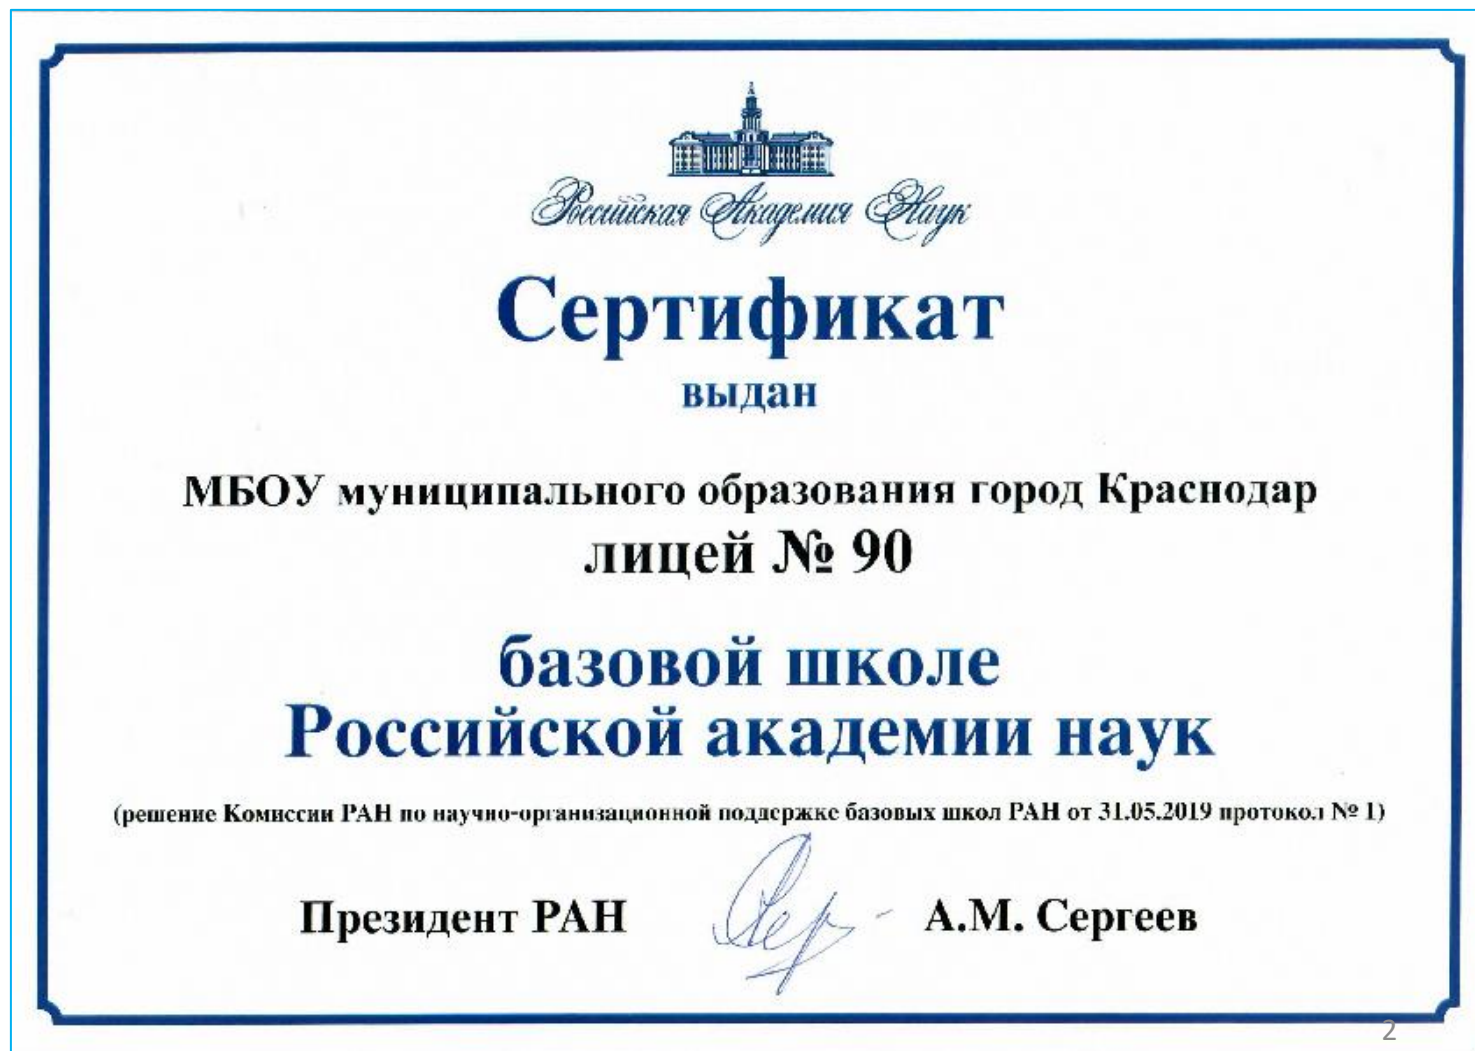 Российская Академия Наук
Сертификат
выдан
МБОУ муниципального образования город Краснодар
лицей № 90
базовой школе
Российской академии наук
(решение Комиссии РАН по научно-организационной поддержке базовых школ РАН от 31.05.2019 протокол № 1)
Президент РАН А.М. Сергеев
2